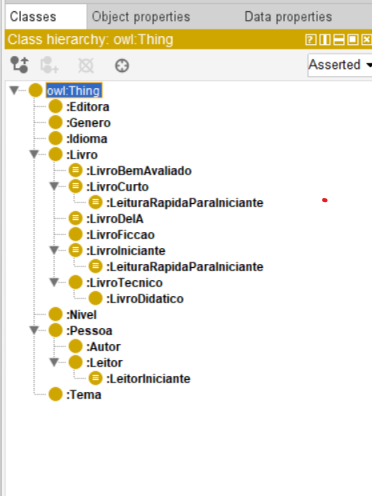 Classes Object properties Data properties
Class hierarchy: owl:Thing
Asserted
owl:Thing
:Editora
:Genero
:Idioma
:Livro
:LivroBemAvaliado
:LivroCurto
:LeituraRapidaParaIniciante
:LivroDeIA
:LivroFiccao
:LivroIniciante
:LeituraRapidaParaIniciante
:LivroTecnico
:LivroDidatico
:Nivel
:Pessoa
:Autor
:Leitor
:LeitorIniciante
:Tema